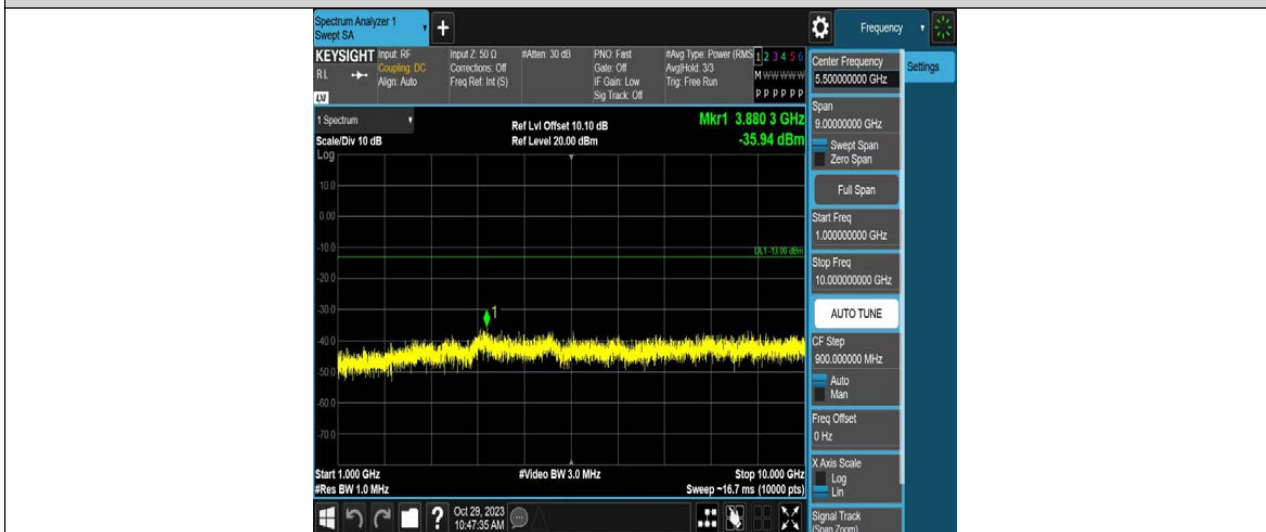 Spectrum Analyzer 1
Swept SA
+
Frequency
KEYSIGHT
RL
LXI
Input: RF
Coupling: DC
Align: Auto
Input Z: 50 Ω
Corrections: Off
Freq Ref: Int (S)
#Atten: 30 dB
PNO: Fast
Gate: Off
IF Gain: Low
Sig Track: Off
#Avg Type: Power (RMS
Avg|Hold: 3/3
Trig: Free Run
1 2 3 4 5 6
M W W W W W
P P P P P P
1 Spectrum
Scale/Div 10 dB
Log
Ref Lvl Offset 10.10 dB
Ref Level 20.00 dBm
Mkr1 3.880 3 GHz
-35.94 dBm
10.0
0.00
-10.0
DL1 -13.00 dBm
-20.0
-30.0
1
-40.0
-50.0
-60.0
-70.0
Start 1.000 GHz
#Video BW 3.0 MHz
Stop 10.000 GHz
#Res BW 1.0 MHz
Sweep ~16.7 ms (10000 pts)
?
Oct 29, 2023
10:47:35 AM
Center Frequency
5.500000000 GHz
Settings
Span
9.00000000 GHz
Swept Span
Zero Span
Full Span
Start Freq
1.000000000 GHz
Stop Freq
10.000000000 GHz
AUTO TUNE
CF Step
900.000000 MHz
Auto
Man
Freq Offset
0 Hz
X Axis Scale
Log
Lin
Signal Track
(Span Zoom)